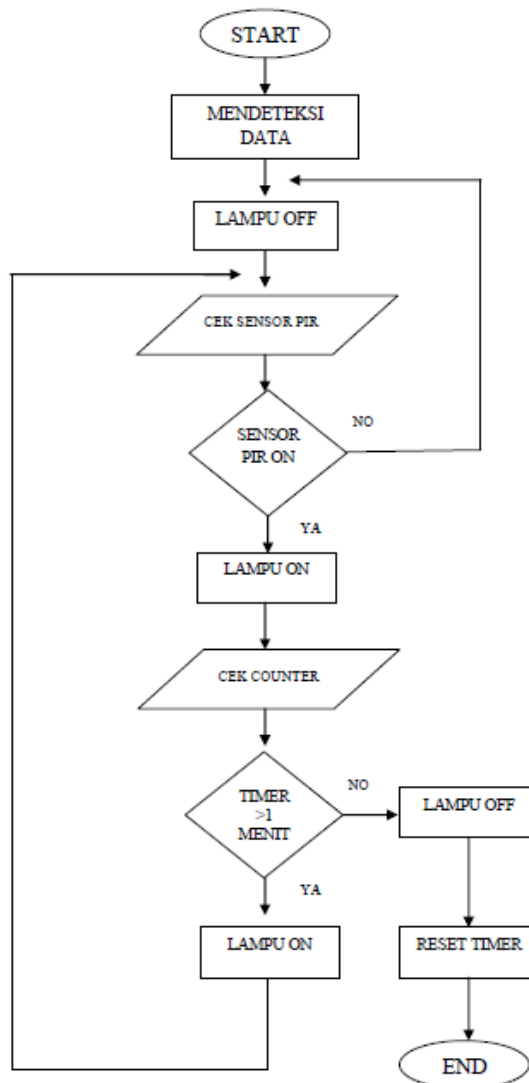 START
MENDETEKSI
DATA
LAMPU OFF
CEK SENSOR PIR
SENSOR
PIR ON
NO
YA
LAMPU ON
CEK COUNTER
TIMER
>1
MENIT
NO
LAMPU OFF
YA
LAMPU ON
RESET TIMER
END